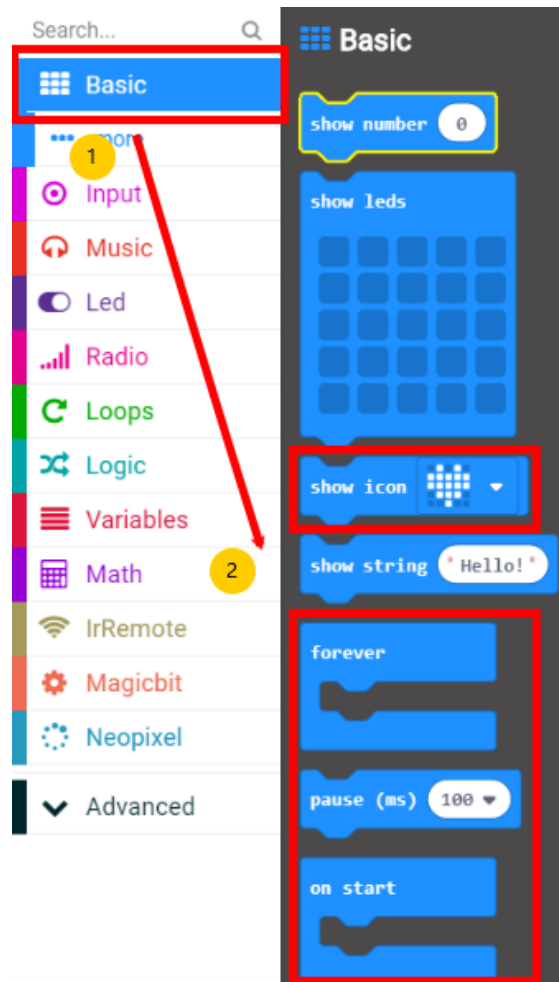 Search...
Basic
more
1
Input
Music
Led
Radio
Loops
Logic
Variables
Math
2
IrRemote
Magicbit
Neopixel
Advanced
Basic
show number 0
show leds
show icon
show string "Hello!"
forever
pause (ms) 100
on start